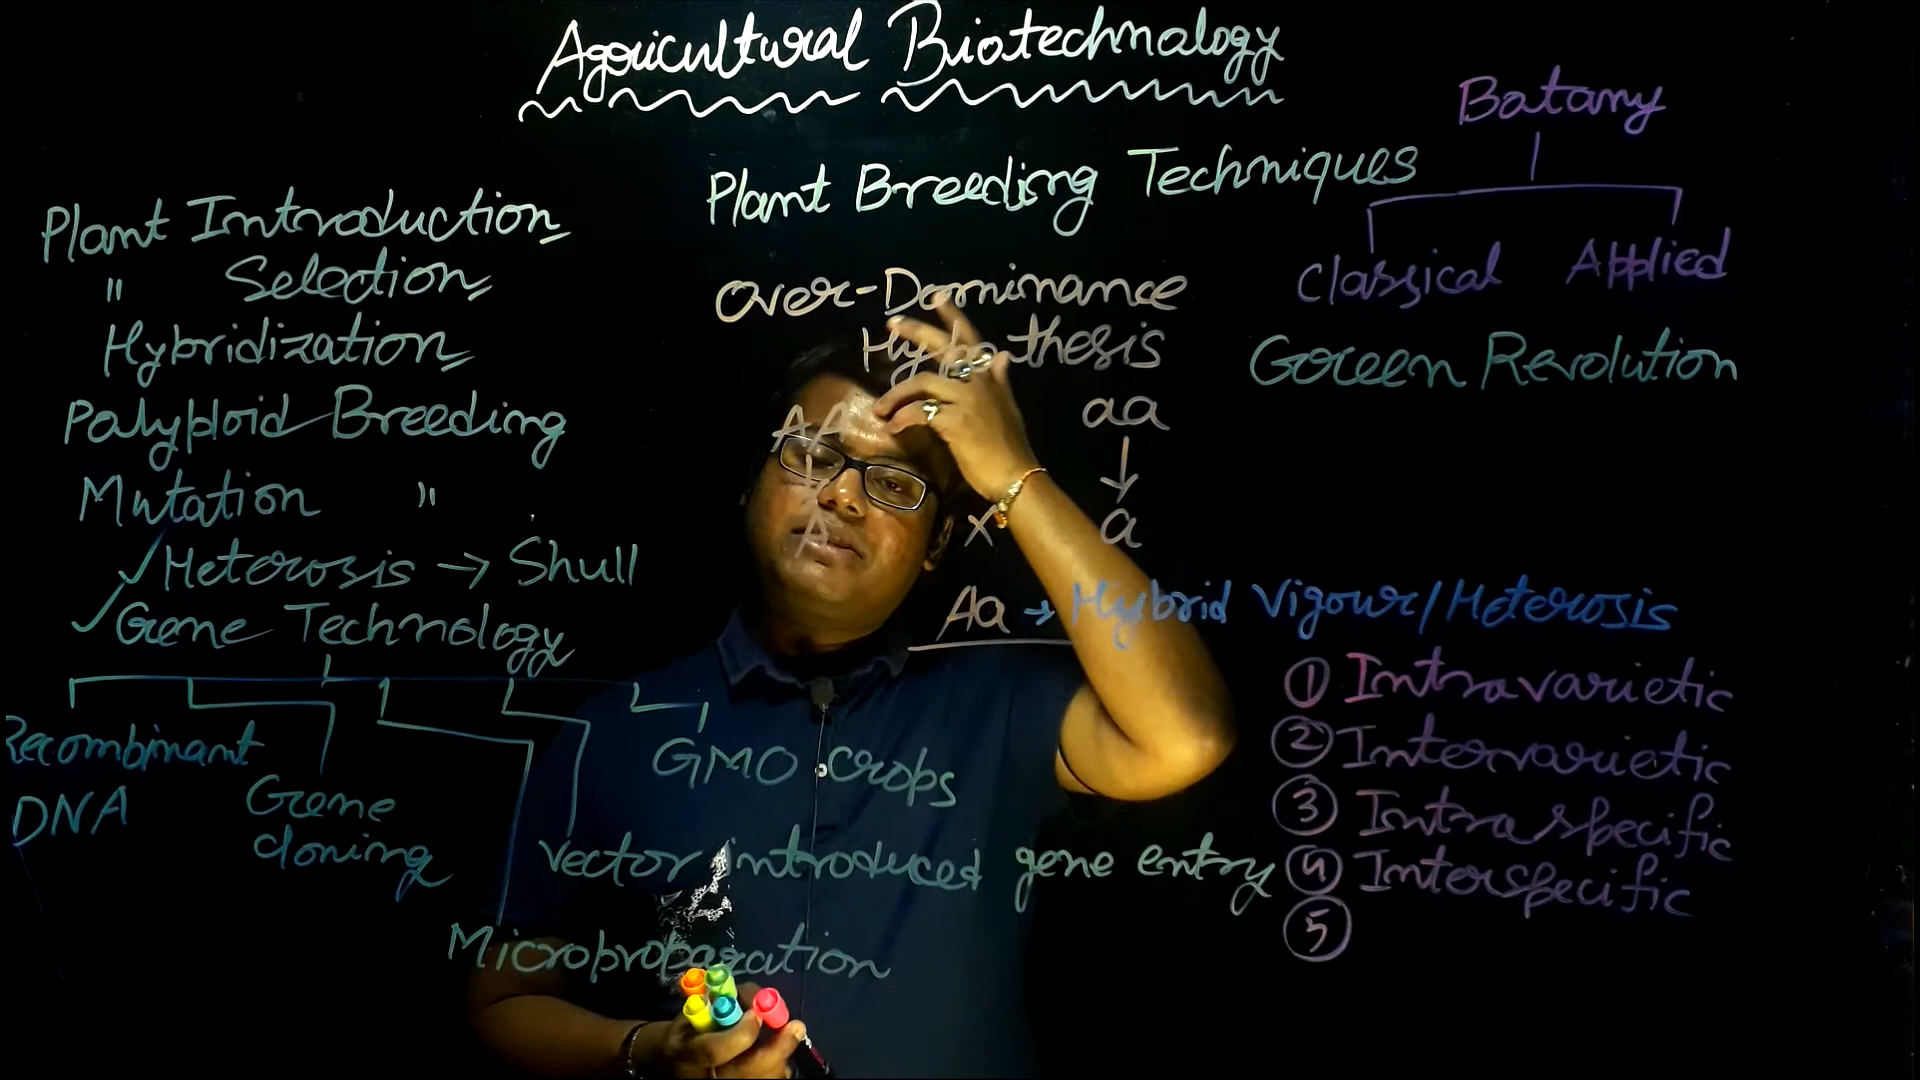 Agricultural Biotechnology
Plant Breeding Techniques
Botany
Classical Applied
Green Revolution
Plant Introduction
" Selection
Hybridization
Polyploid Breeding
Mutation "
✓ Heterosis → Shull
✓ Gene Technology
Recombinant
DNA
Gene
cloning
GMO crops
Vector introduced gene entry
Micropropagation
Over-Dominance
Hypothesis
AA aa
↓ ↓
A × a
Aa → Hybrid Vigour/Heterosis
① Intravarietic
② Intervarietic
③ Intraspecific
④ Interspecific
⑤